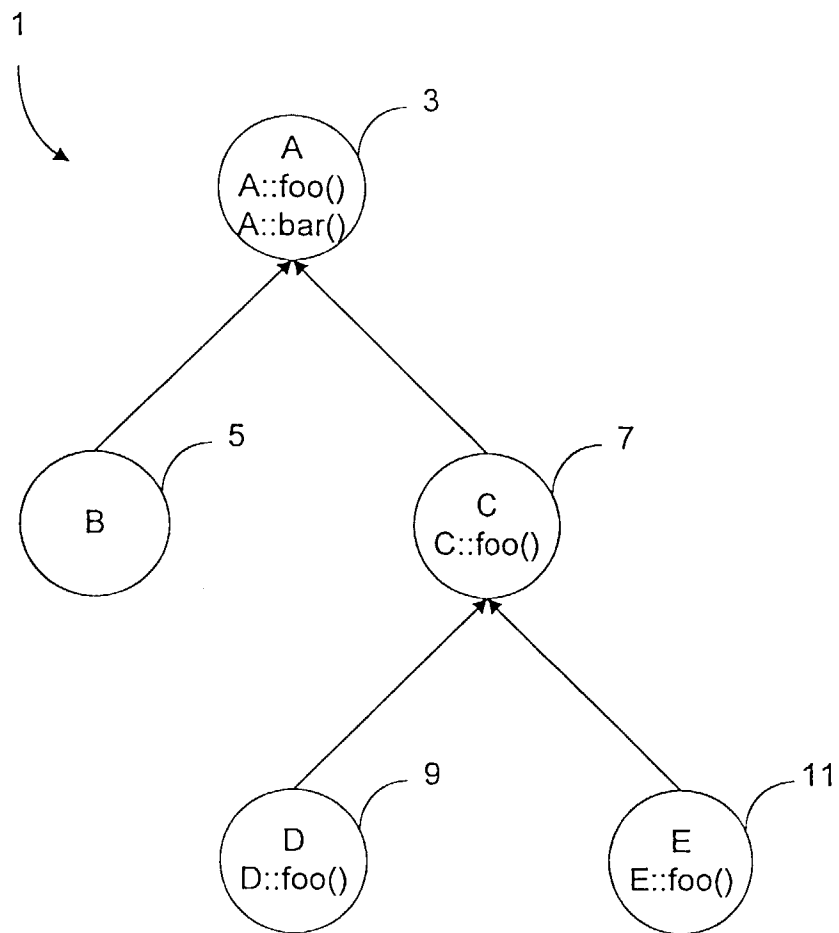 1
3
A
A::foo()
A::bar()
5
7
B
C
C::foo()
9
11
D
D::foo()
E
E::foo()